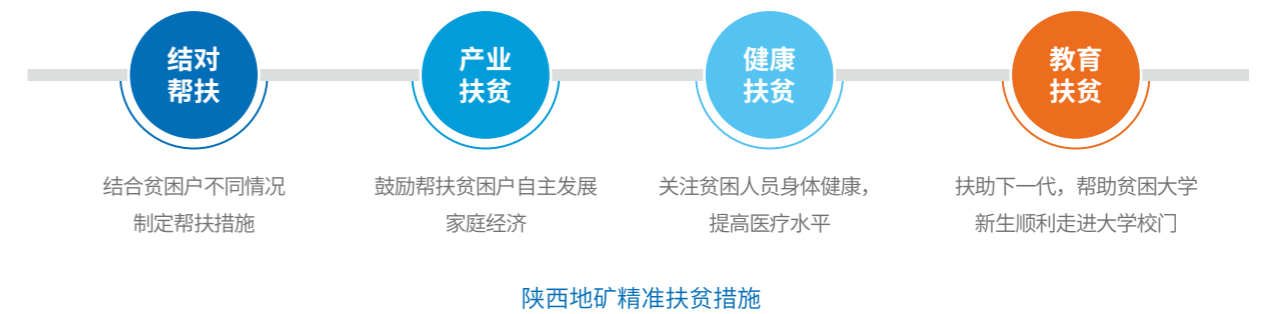 结对
帮扶
产业
扶贫
健康
扶贫
教育
扶贫
结合贫困户不同情况
制定帮扶措施
鼓励帮扶贫困户自主发展
家庭经济
关注贫困人员身体健康，
提高医疗水平
扶助下一代，帮助贫困大学
新生顺利走进大学校门
陕西地矿精准扶贫措施